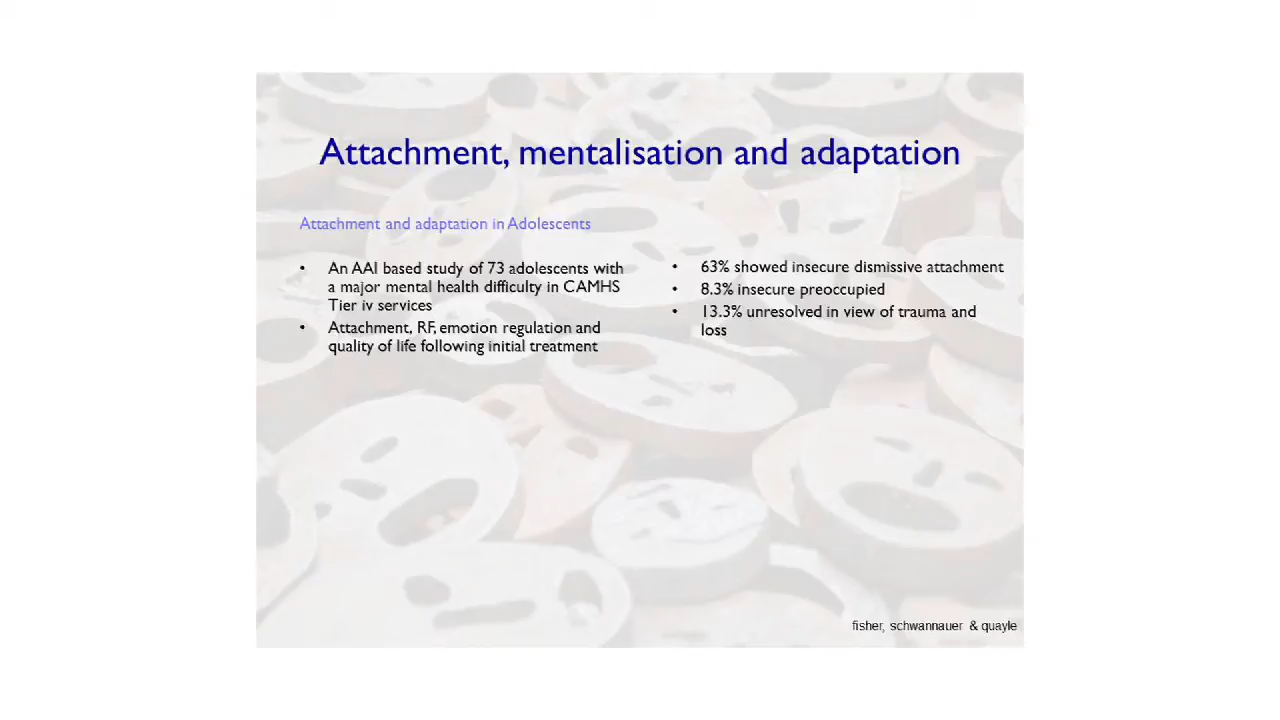 Attachment, mentalisation and adaptation
Attachment and adaptation in Adolescents
• An AAI based study of 73 adolescents with
a major mental health difficulty in CAMHS
Tier iv services
• Attachment, RF, emotion regulation and
quality of life following initial treatment
• 63% showed insecure dismissive attachment
• 8.3% insecure preoccupied
• 13.3% unresolved in view of trauma and
loss
fisher, schwannauer & quayle